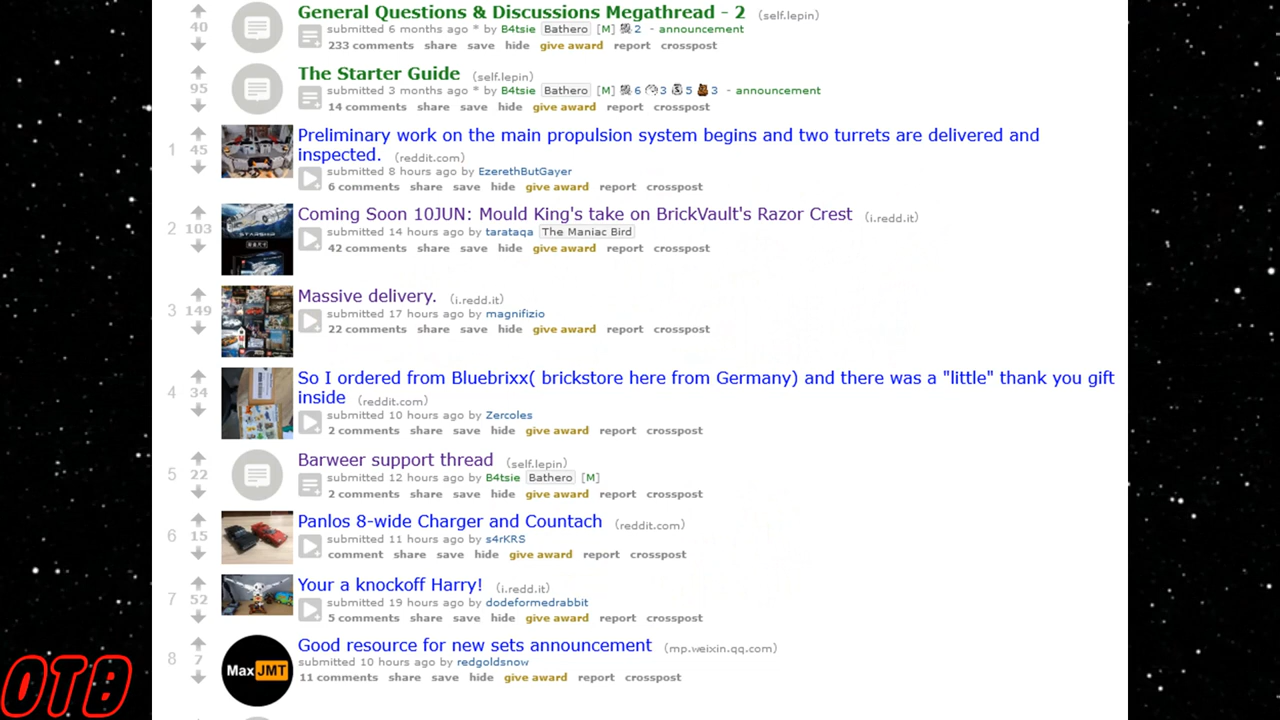 General Questions & Discussions Megathread - 2 (self.lepin)
40
submitted 6 months ago * by B4tsie Bathero [M] 2 - announcement
233 comments share save hide give award report crosspost
The Starter Guide (self.lepin)
95
submitted 3 months ago * by B4tsie Bathero [M] 6 3 5 3 - announcement
14 comments share save hide give award report crosspost
Preliminary work on the main propulsion system begins and two turrets are delivered and
1 45
inspected. (reddit.com)
submitted 8 hours ago by EzerethButGayer
6 comments share save hide give award report crosspost
Coming Soon 10JUN: Mould King's take on BrickVault's Razor Crest (i.redd.it)
2 103
submitted 14 hours ago by tarataqa The Maniac Bird
42 comments share save hide give award report crosspost
Massive delivery. (i.redd.it)
3 149
submitted 17 hours ago by magnifizio
22 comments share save hide give award report crosspost
So I ordered from Bluebrixx( brickstore here from Germany) and there was a "little" thank you gift
4 34
inside (reddit.com)
submitted 10 hours ago by Zercoles
2 comments share save hide give award report crosspost
Barweer support thread (self.lepin)
5 22
submitted 12 hours ago by B4tsie Bathero [M]
2 comments share save hide give award report crosspost
Panlos 8-wide Charger and Countach (reddit.com)
6 15
submitted 11 hours ago by s4rKRS
comment share save hide give award report crosspost
Your a knockoff Harry! (i.redd.it)
7 52
submitted 19 hours ago by dodeformedrabbit
5 comments share save hide give award report crosspost
Good resource for new sets announcement (mp.weixin.qq.com)
8 7
submitted 10 hours ago by redgoldsnow
MaxJMT
11 comments share save hide give award report crosspost
OTB